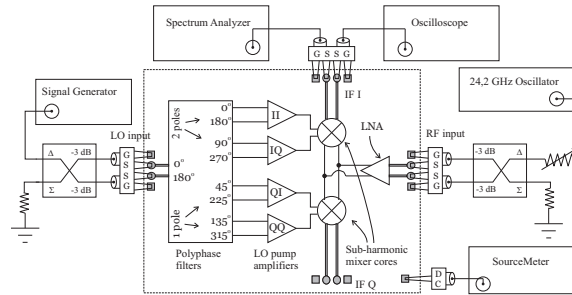 Spectrum Analyzer
Oscilloscope
G S S G
Signal Generator
24,2 GHz Oscillator
IF I
LO input
RF input
LNA
2 poles
0°
180°
90°
270°
II
IQ
Δ -3 dB
Σ -3 dB
G
S
S
G
0°
180°
G
S
S
G
-3 dB Δ
-3 dB Σ
1 pole
45°
225°
135°
315°
QI
QQ
Polyphase
filters
LO pump
amplifiers
Sub-harmonic
mixer cores
IF Q
D
C
SourceMeter